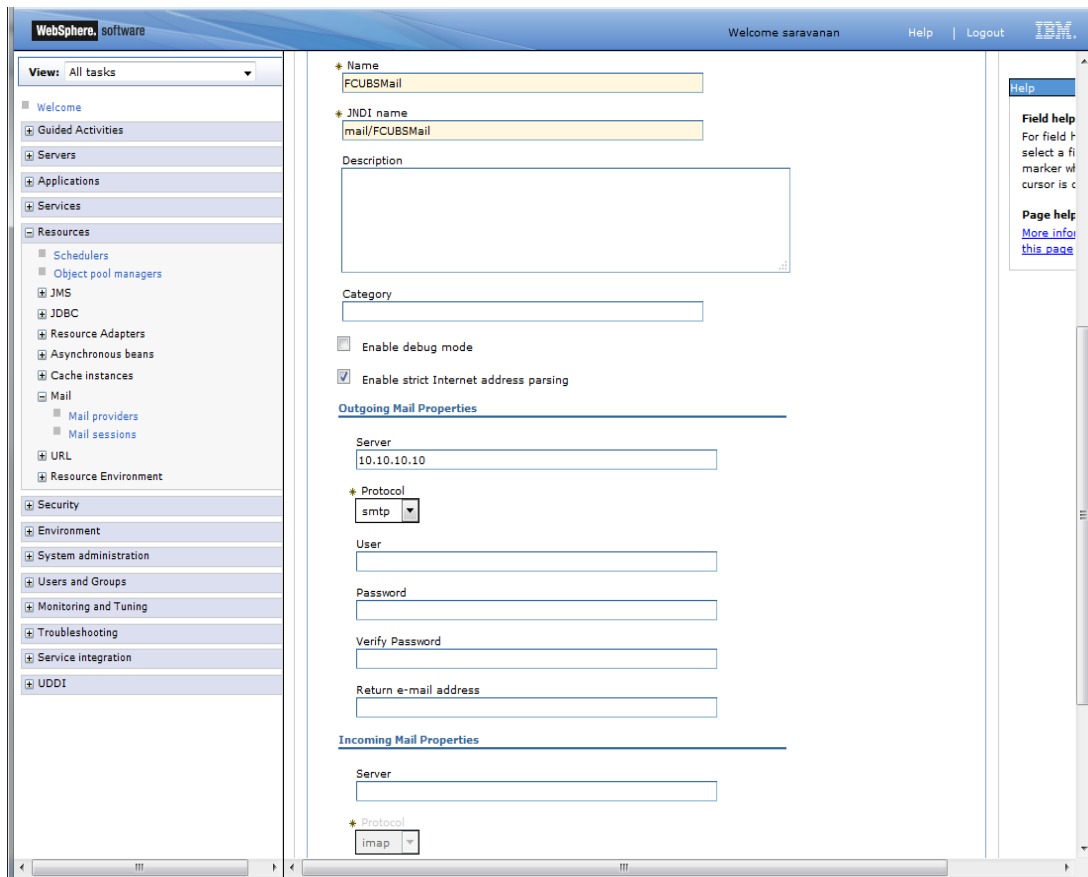 WebSphere. software
Welcome saravanan Help | Logout IBM.
View: All tasks
Welcome
Guided Activities
Servers
Applications
Services
Resources
Schedulers
Object pool managers
JMS
JDBC
Resource Adapters
Asynchronous beans
Cache instances
Mail
Mail providers
Mail sessions
URL
Resource Environment
Security
Environment
System administration
Users and Groups
Monitoring and Tuning
Troubleshooting
Service integration
UDDI
* Name
FCUBSMail
* JNDI name
mail/FCUBSMail
Description
Category
Enable debug mode
Enable strict Internet address parsing
Outgoing Mail Properties
Server
10.10.10.10
* Protocol
smtp
User
Password
Verify Password
Return e-mail address
Incoming Mail Properties
Server
* Protocol
imap
Help
Field help
For field h
select a fi
marker wh
cursor is c
Page help
More infor
this page